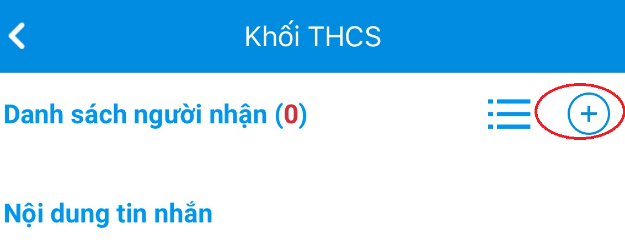 Khối THCS
Danh sách người nhận (0)
Nội dung tin nhắn